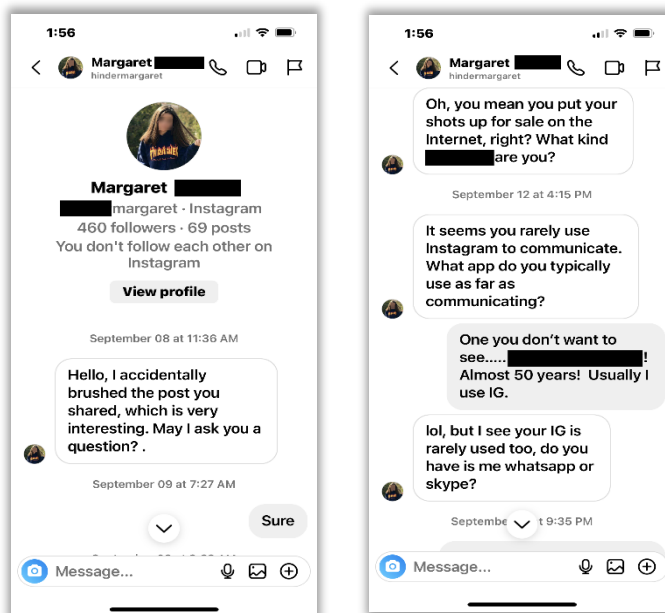 1:56
Margaret
hindermargaret
THRASHER
Margaret
margaret · Instagram
460 followers · 69 posts
You don't follow each other on
Instagram
View profile
September 08 at 11:36 AM
Hello, I accidentally
brushed the post you
shared, which is very
interesting. May I ask you a
question? .
September 09 at 7:27 AM
Sure
Message...
1:56
Margaret
hindermargaret
Oh, you mean you put your
shots up for sale on the
Internet, right? What kind
are you?
September 12 at 4:15 PM
It seems you rarely use
Instagram to communicate.
What app do you typically
use as far as
communicating?
One you don't want to
see..... !
Almost 50 years! Usually I
use IG.
lol, but I see your IG is
rarely used too, do you
have is me whatsapp or
skype?
Septembe t 9:35 PM
Message...